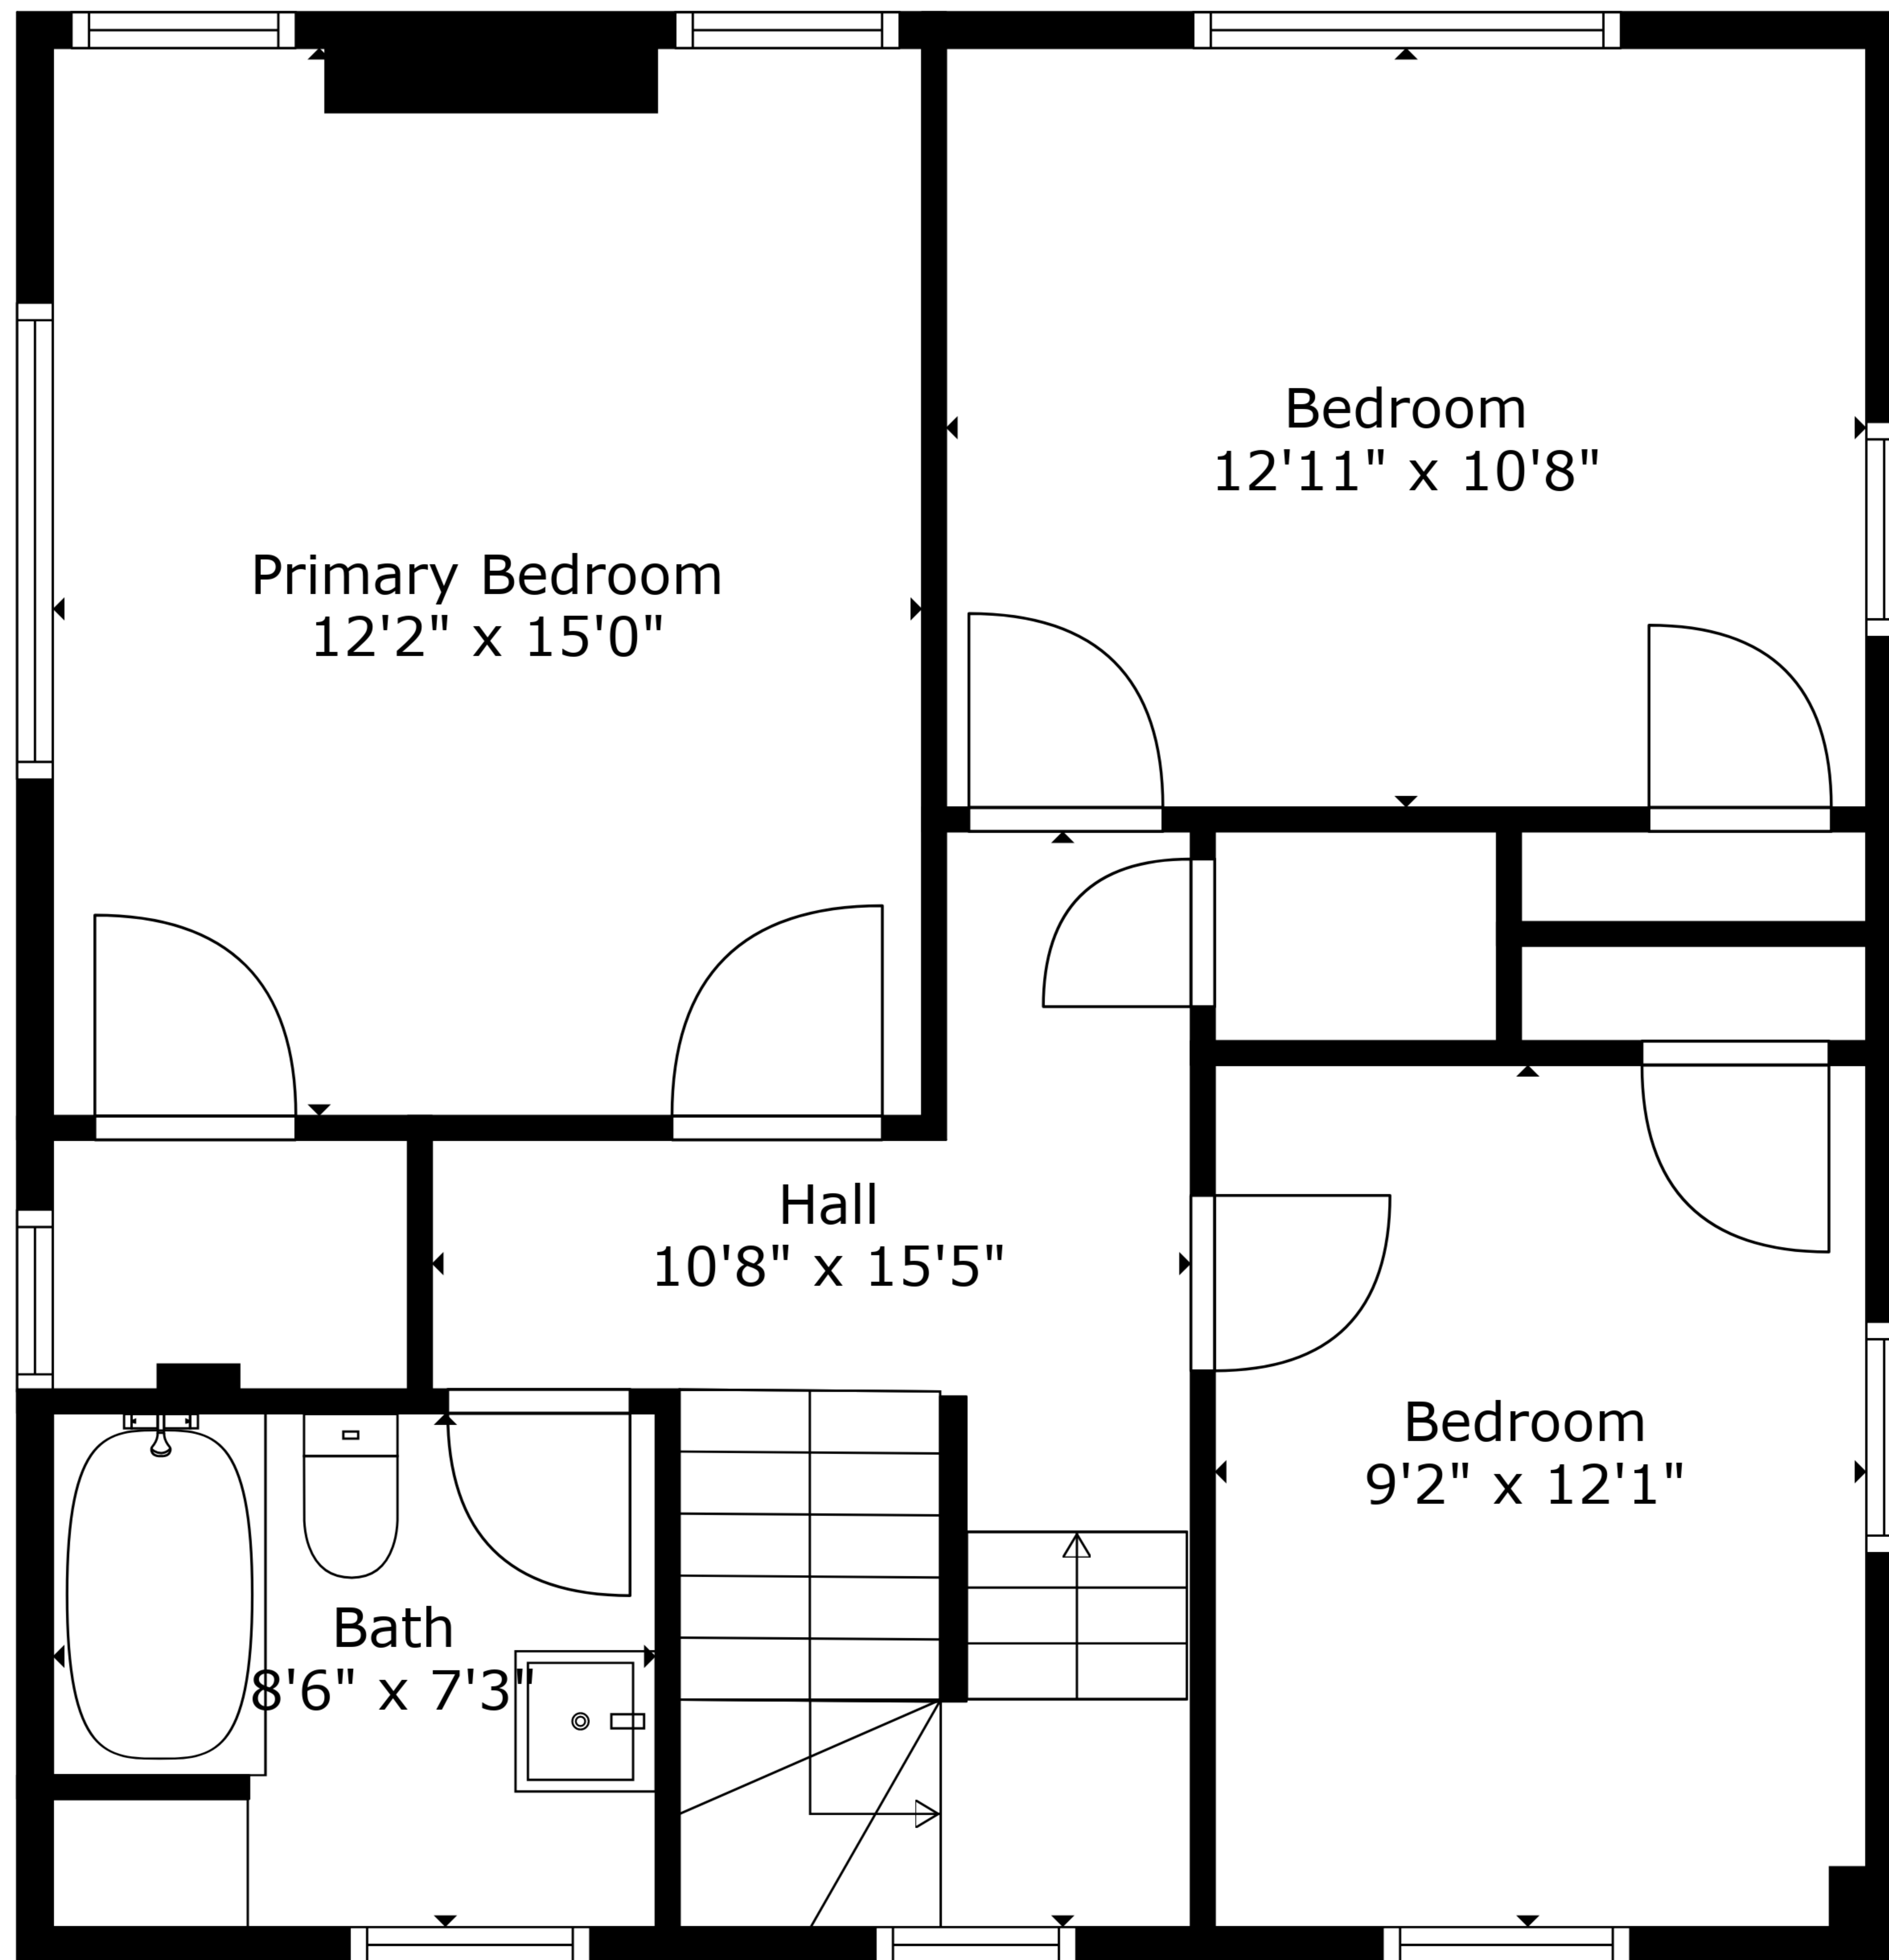 Bedroom
12'11" x 10'8"
Primary Bedroom
12'2" x 15'0"
Hall
10'8" x 15'5"
Bedroom
9'2" x 12'1"
Bath
8'6" x 7'3"